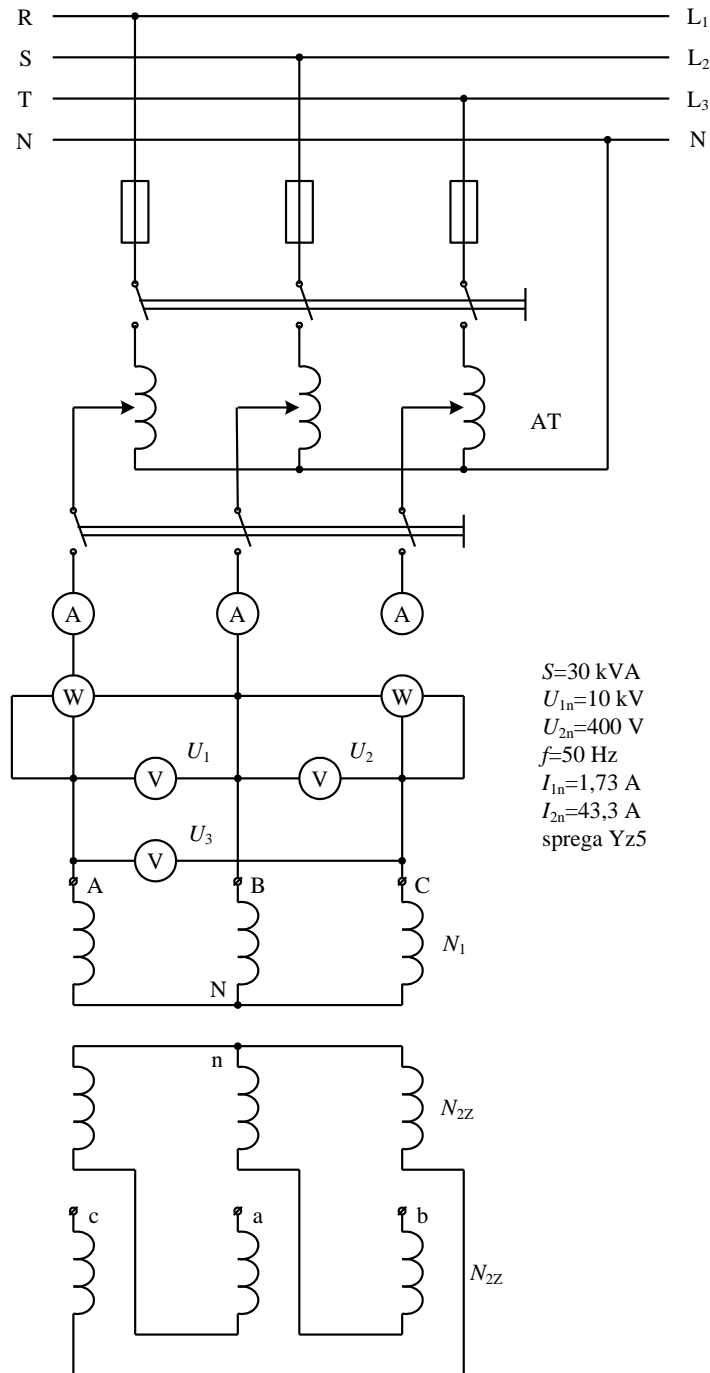 R L₁
S L₂
T L₃
N N
AT
A A A
W W
S=30 kVA
U₁ₙ=10 kV
U₁ U₂
U₂ₙ=400 V
V V
f=50 Hz
I₁ₙ=1,73 A
U₃
I₂ₙ=43,3 A
V
sprega Yz5
A B C
N₁
N
n
N₂Z
c a b
N₂Z